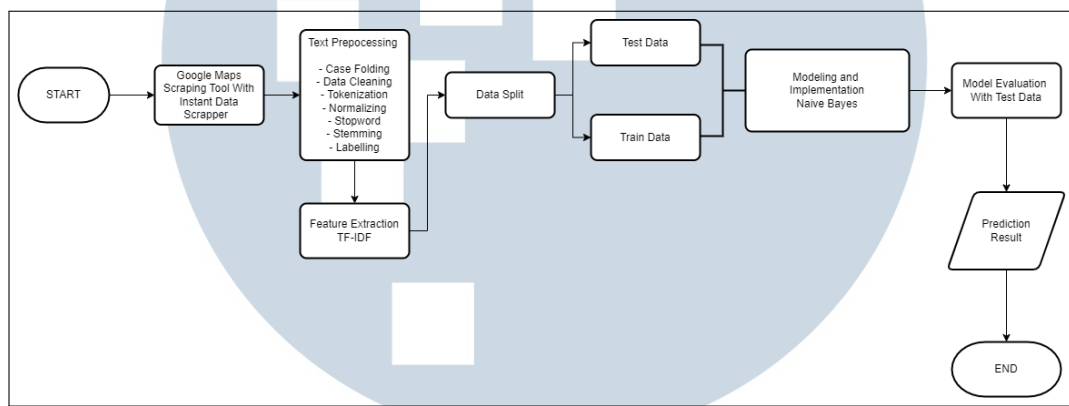 START
Google Maps
Scraping Tool With
Instant Data
Scrapper
Text Prepocessing
- Case Folding
- Data Cleaning
- Tokenization
- Normalizing
- Stopword
- Stemming
- Labelling
Feature Extraction
TF-IDF
Data Split
Test Data
Train Data
Modeling and
Implementation
Naive Bayes
Model Evaluation
With Test Data
Prediction
Result
END